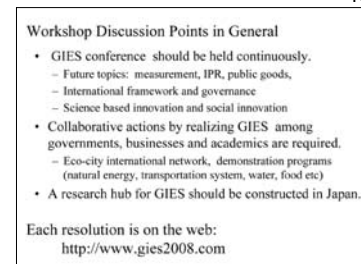 Workshop Discussion Points in General
• GIES conference should be held continuously.
– Future topics: measurement, IPR, public goods,
– International framework and governance
– Science based innovation and social innovation
• Collaborative actions by realizing GIES among
governments, businesses and academics are required.
– Eco-city international network, demonstration programs
(natural energy, transportation system, water, food etc)
• A research hub for GIES should be constructed in Japan.
Each resolution is on the web:
http://www.gies2008.com